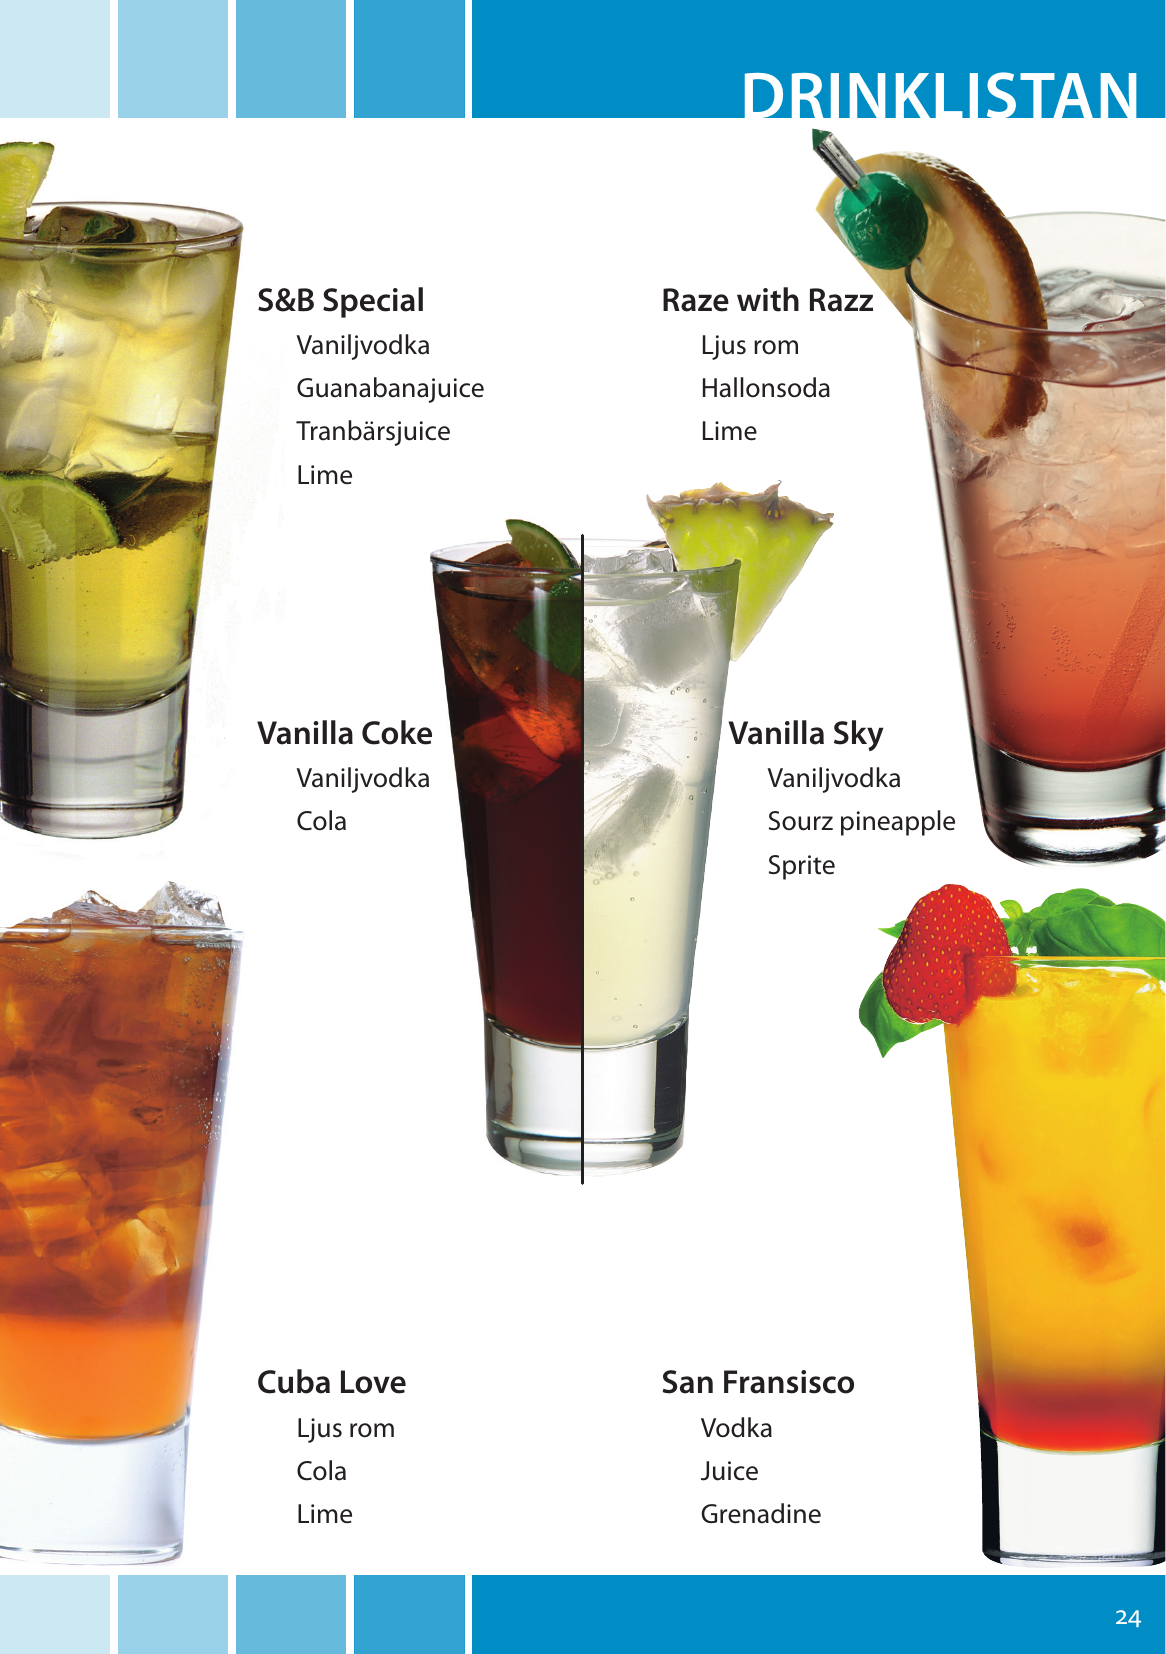 DRINKLISTAN
S&B Special
Vaniljvodka
Guanabanajuice
Tranbärsjuice
Lime
Raze with Razz
Ljus rom
Hallonsoda
Lime
Vanilla Coke
Vaniljvodka
Cola
Vanilla Sky
Vaniljvodka
Sourz pineapple
Sprite
Cuba Love
Ljus rom
Cola
Lime
San Fransisco
Vodka
Juice
Grenadine
24